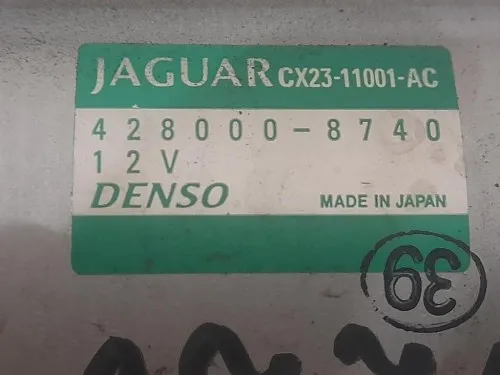 JAGUAR CX23-11001-AC
428000-8740
12V
DENSO MADE IN JAPAN
39